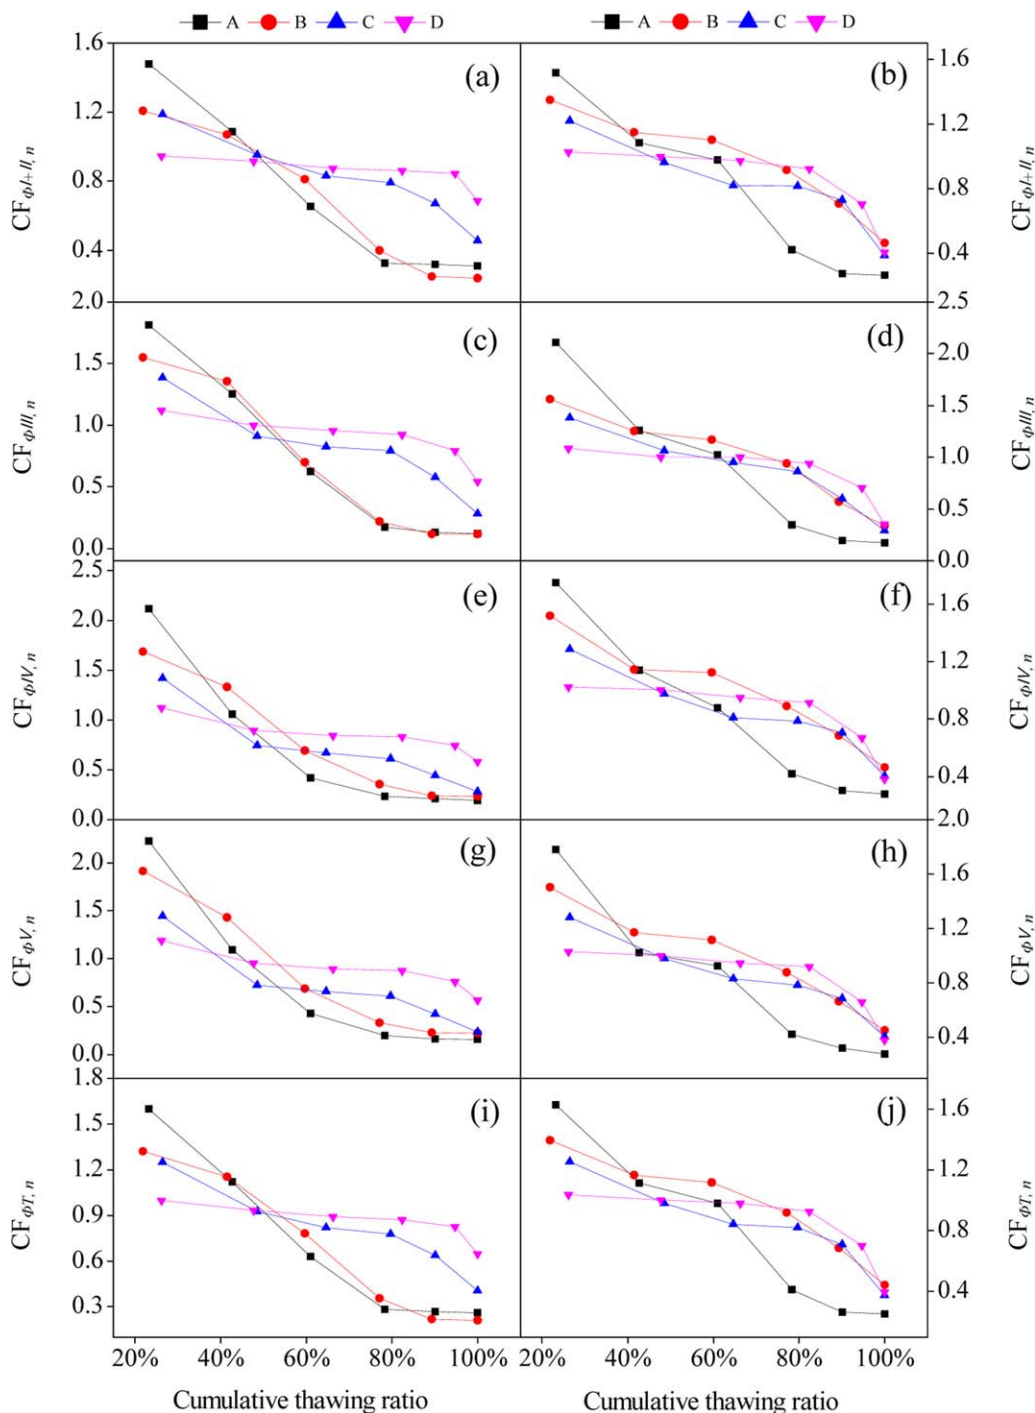 A B C D
A B C D
1.6
1.2
0.8
0.4
CFΦI+II, n
(a)
(b)
1.6
1.2
0.8
0.4
CFΦI+II, n
2.0
1.5
1.0
0.5
0.0
CFΦIII, n
(c)
(d)
2.5
2.0
1.5
1.0
0.5
0.0
CFΦIII, n
2.5
2.0
1.5
1.0
0.5
0.0
CFΦIV, n
(e)
(f)
1.6
1.2
0.8
0.4
CFΦIV, n
2.0
1.5
1.0
0.5
0.0
CFΦV, n
(g)
(h)
2.0
1.6
1.2
0.8
0.4
CFΦV, n
1.8
1.5
1.2
0.9
0.6
0.3
CFΦT, n
(i)
(j)
1.6
1.2
0.8
0.4
CFΦT, n
20% 40% 60% 80% 100%
20% 40% 60% 80% 100%
Cumulative thawing ratio
Cumulative thawing ratio